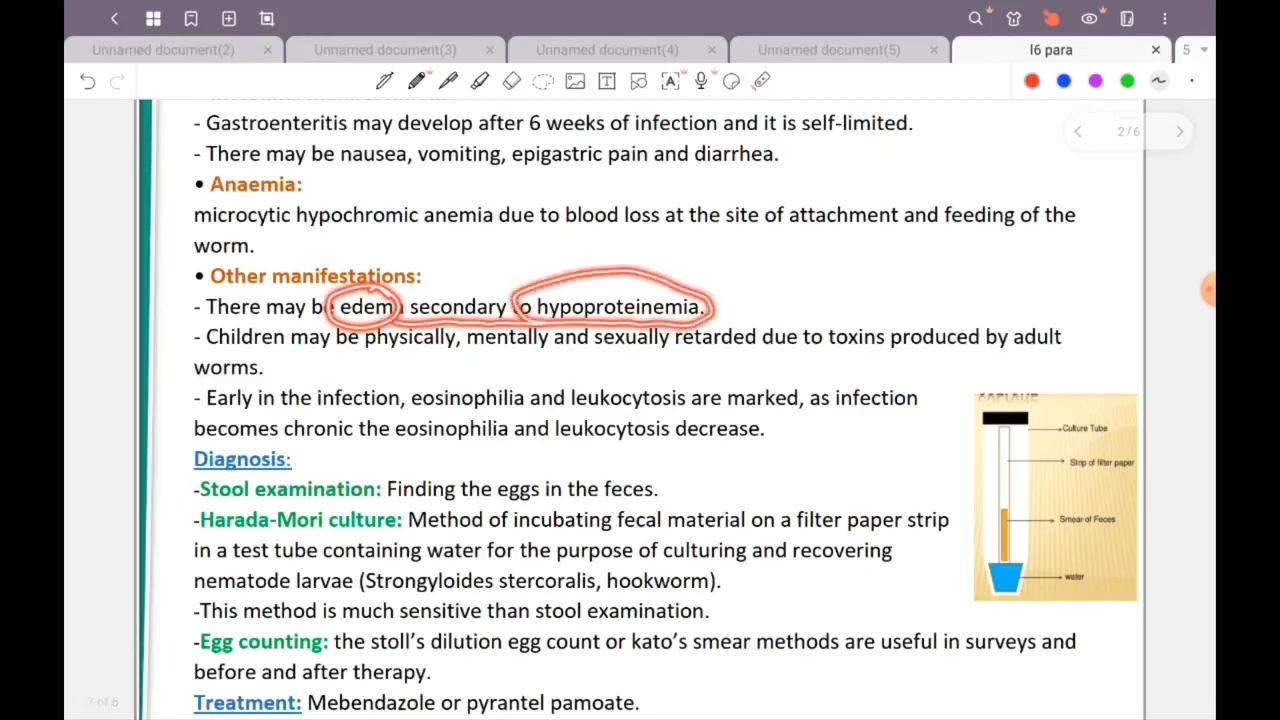 Unnamed document(2)
Unnamed document(3)
Unnamed document(4)
Unnamed document(5)
l6 para
5
2/6
- Gastroenteritis may develop after 6 weeks of infection and it is self-limited.
- There may be nausea, vomiting, epigastric pain and diarrhea.
• Anaemia:
microcytic hypochromic anemia due to blood loss at the site of attachment and feeding of the
worm.
• Other manifestations:
- There may be edema secondary to hypoproteinemia.
- Children may be physically, mentally and sexually retarded due to toxins produced by adult
worms.
- Early in the infection, eosinophilia and leukocytosis are marked, as infection
becomes chronic the eosinophilia and leukocytosis decrease.
Diagnosis:
-Stool examination: Finding the eggs in the feces.
-Harada-Mori culture: Method of incubating fecal material on a filter paper strip
in a test tube containing water for the purpose of culturing and recovering
nematode larvae (Strongyloides stercoralis, hookworm).
-This method is much sensitive than stool examination.
-Egg counting: the stoll's dilution egg count or kato's smear methods are useful in surveys and
before and after therapy.
Treatment: Mebendazole or pyrantel pamoate.
Culture Tube
Strip of filter paper
Smear of Feces
water